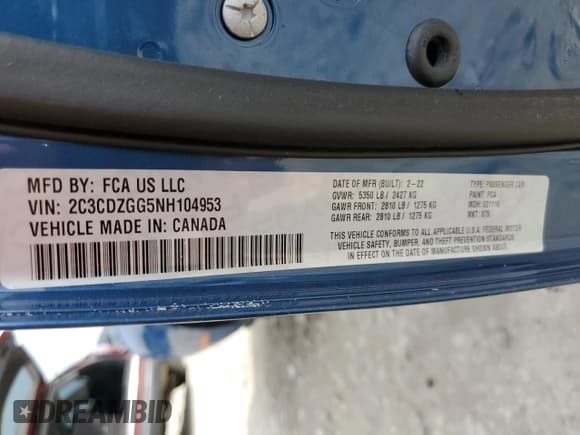 MFD BY: FCA US LLC
VIN: 2C3CDZGG5NH104953
VEHICLE MADE IN: CANADA
DATE OF MFR (BUILT): 2-22
GVWR: 5350 LB / 2427 KG
GAWR FRONT: 2810 LB / 1275 KG
GAWR REAR: 2810 LB / 1275 KG
TYPE: PASSENGER CAR
PAINT: PCA
MDH:
THIS VEHICLE CONFORMS TO ALL APPLICABLE U.S.A. FEDERAL MOTOR
VEHICLE SAFETY, BUMPER, AND THEFT PREVENTION STANDARDS
IN EFFECT ON THE DATE OF MANUFACTURE SHOWN ABOVE.
DREAMBID